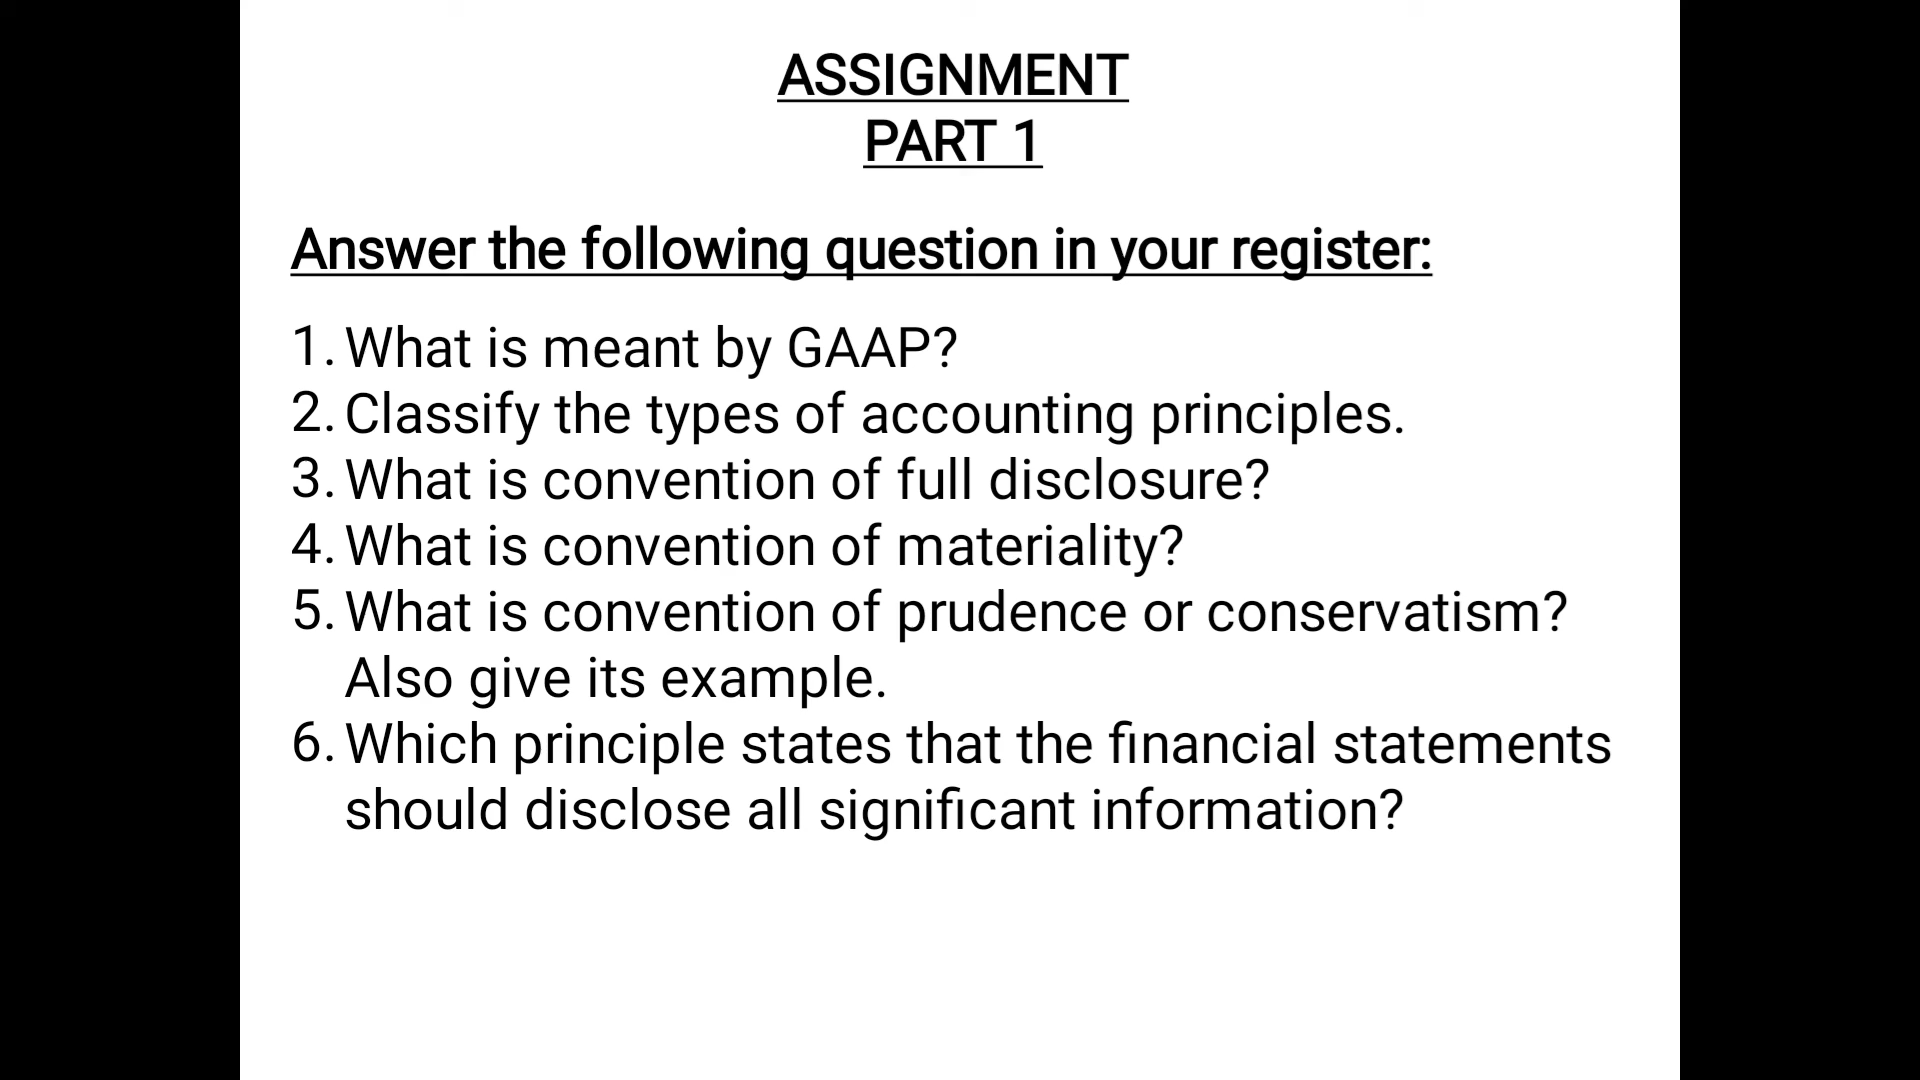 ASSIGNMENT
PART 1
Answer the following question in your register:
1. What is meant by GAAP?
2. Classify the types of accounting principles.
3. What is convention of full disclosure?
4. What is convention of materiality?
5. What is convention of prudence or conservatism?
Also give its example.
6. Which principle states that the financial statements
should disclose all significant information?